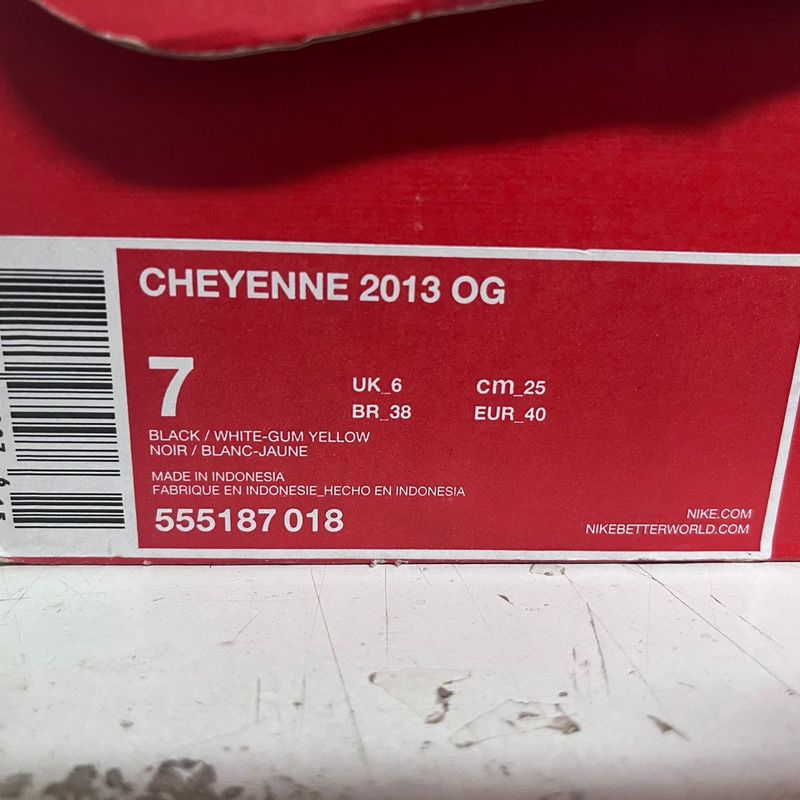 CHEYENNE 2013 OG
7
UK_6 cm_25
BR_38 EUR_40
BLACK / WHITE-GUM YELLOW
NOIR / BLANC-JAUNE
MADE IN INDONESIA
FABRIQUE EN INDONESIE_HECHO EN INDONESIA
555187 018
NIKE.COM
NIKEBETTERWORLD.COM